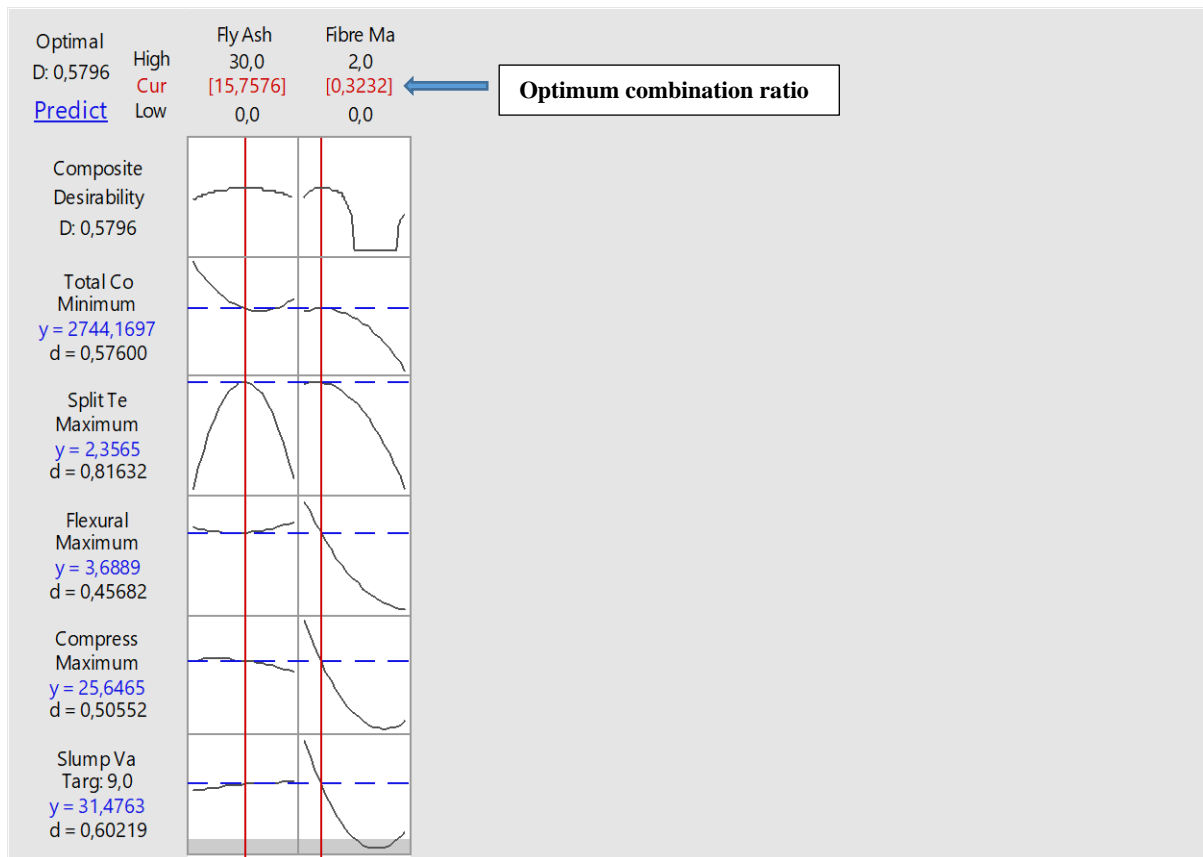 Optimal
D: 0,5796
Predict
High
Cur
Low
Fly Ash
30,0
[15,7576]
0,0
Fibre Ma
2,0
[0,3232]
0,0
Optimum combination ratio
Composite
Desirability
D: 0,5796
Total Co
Minimum
y = 2744,1697
d = 0,57600
Split Te
Maximum
y = 2,3565
d = 0,81632
Flexural
Maximum
y = 3,6889
d = 0,45682
Compress
Maximum
y = 25,6465
d = 0,50552
Slump Va
Targ: 9,0
y = 31,4763
d = 0,60219